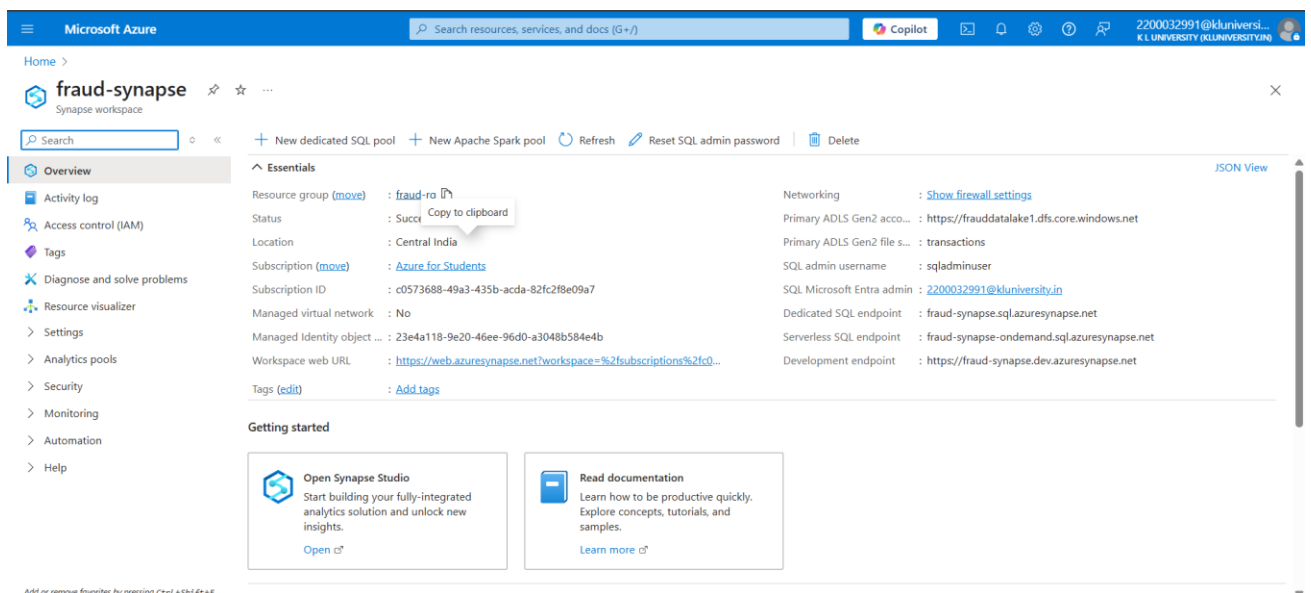 Microsoft Azure
Search resources, services, and docs (G+/)
Copilot
2200032991@kluniversi...
K L UNIVERSITY (KLUNIVERSITY.IN)
Home >
fraud-synapse
Synapse workspace
Search
New dedicated SQL pool
New Apache Spark pool
Refresh
Reset SQL admin password
Delete
Overview
Activity log
Access control (IAM)
Tags
Diagnose and solve problems
Resource visualizer
Settings
Analytics pools
Security
Monitoring
Automation
Help
Essentials
JSON View
Resource group (move) : fraud-rg
Copy to clipboard
Status : Succe
Location : Central India
Subscription (move) : Azure for Students
Subscription ID : c0573688-49a3-435b-acda-82fc2f8e09a7
Managed virtual network : No
Managed Identity object ... : 23e4a118-9e20-46ee-96d0-a3048b584e4b
Workspace web URL : https://web.azuresynapse.net?workspace=%2fsubscriptions%2fc0...
Tags (edit) : Add tags
Networking : Show firewall settings
Primary ADLS Gen2 acco... : https://frauddatalake1.dfs.core.windows.net
Primary ADLS Gen2 file s... : transactions
SQL admin username : sqladminuser
SQL Microsoft Entra admin : 2200032991@kluniversity.in
Dedicated SQL endpoint : fraud-synapse.sql.azuresynapse.net
Serverless SQL endpoint : fraud-synapse-ondemand.sql.azuresynapse.net
Development endpoint : https://fraud-synapse.dev.azuresynapse.net
Getting started
Open Synapse Studio
Start building your fully-integrated
analytics solution and unlock new
insights.
Open
Read documentation
Learn how to be productive quickly.
Explore concepts, tutorials, and
samples.
Learn more
Add or remove favorites by pressing Ctrl+Shift+F